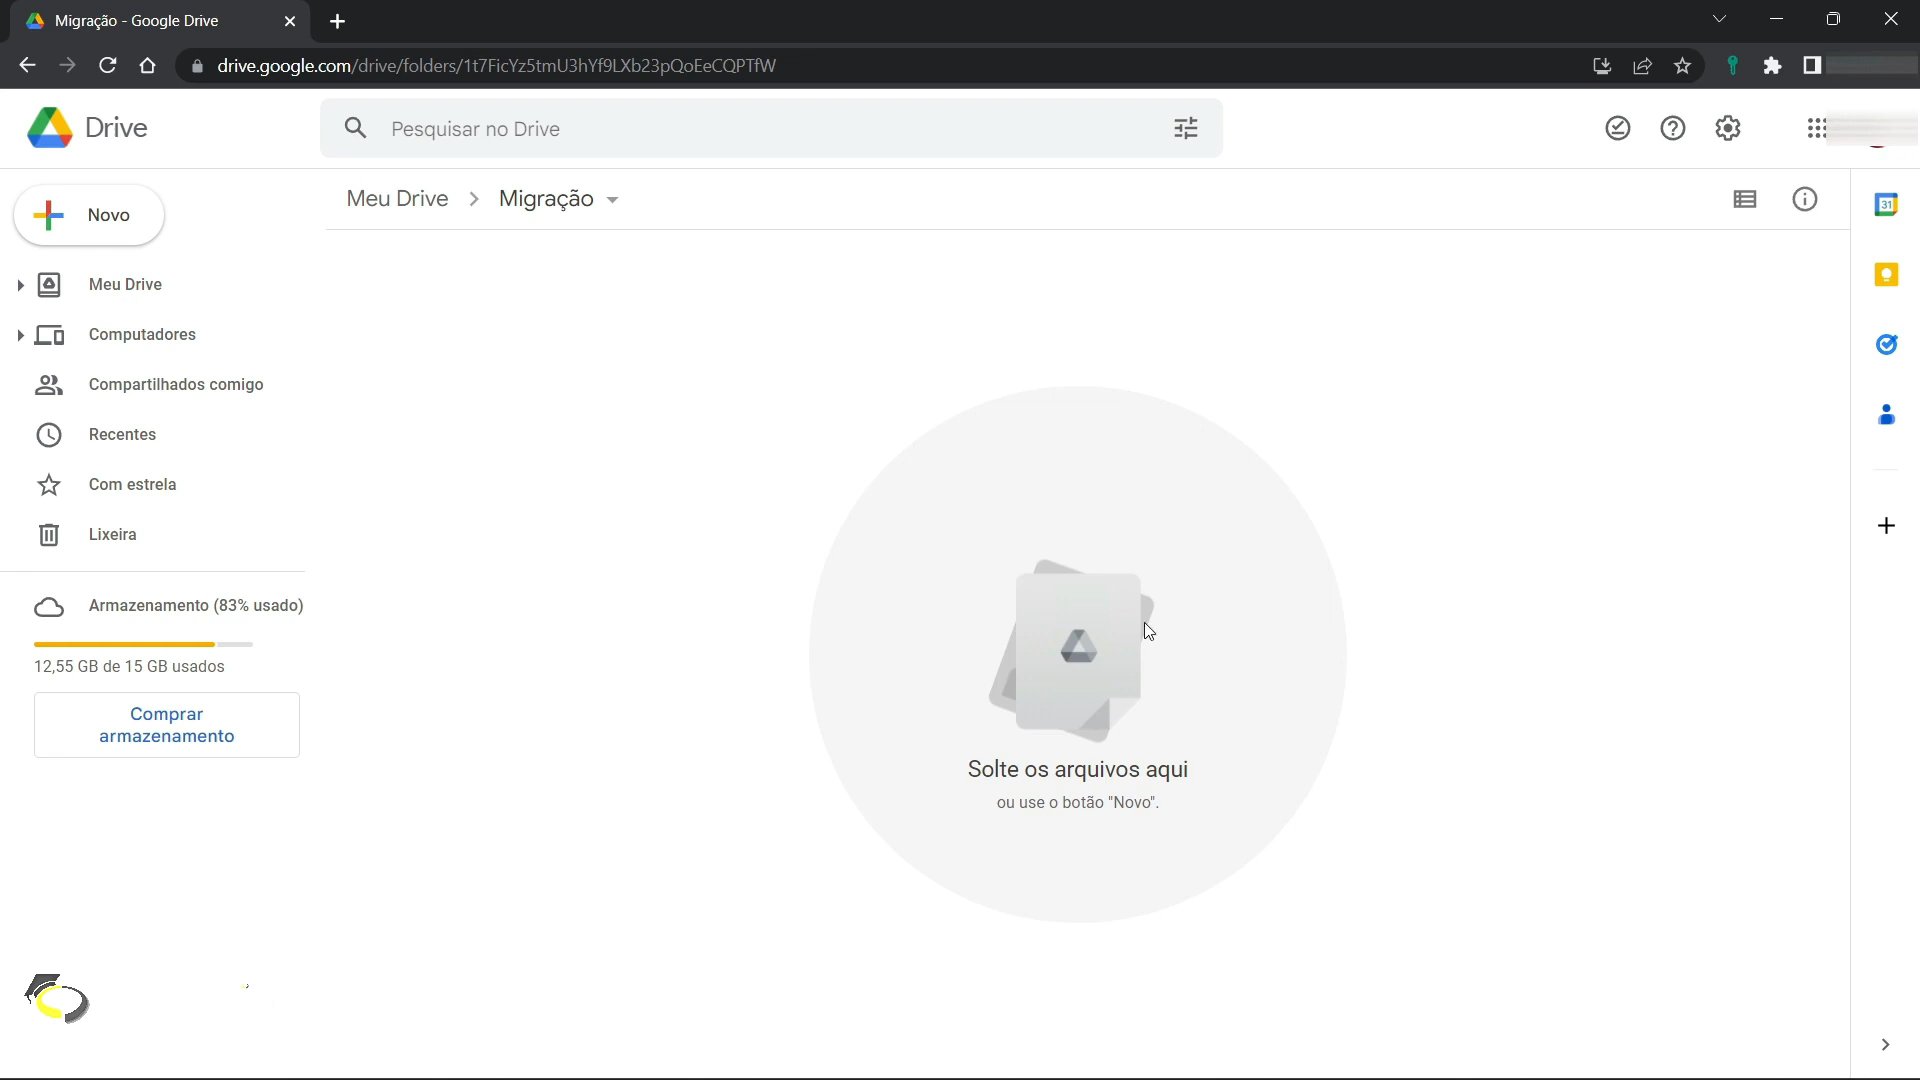 Migração - Google Drive
drive.google.com/drive/folders/1t7FicYz5tmU3hYf9LXb23pQoEeCQPTfW
Drive
Pesquisar no Drive
Novo
Meu Drive
Migração
31
Meu Drive
Computadores
Compartilhados comigo
Recentes
Com estrela
Lixeira
Armazenamento (83% usado)
12,55 GB de 15 GB usados
Comprar
armazenamento
Solte os arquivos aqui
ou use o botão "Novo".